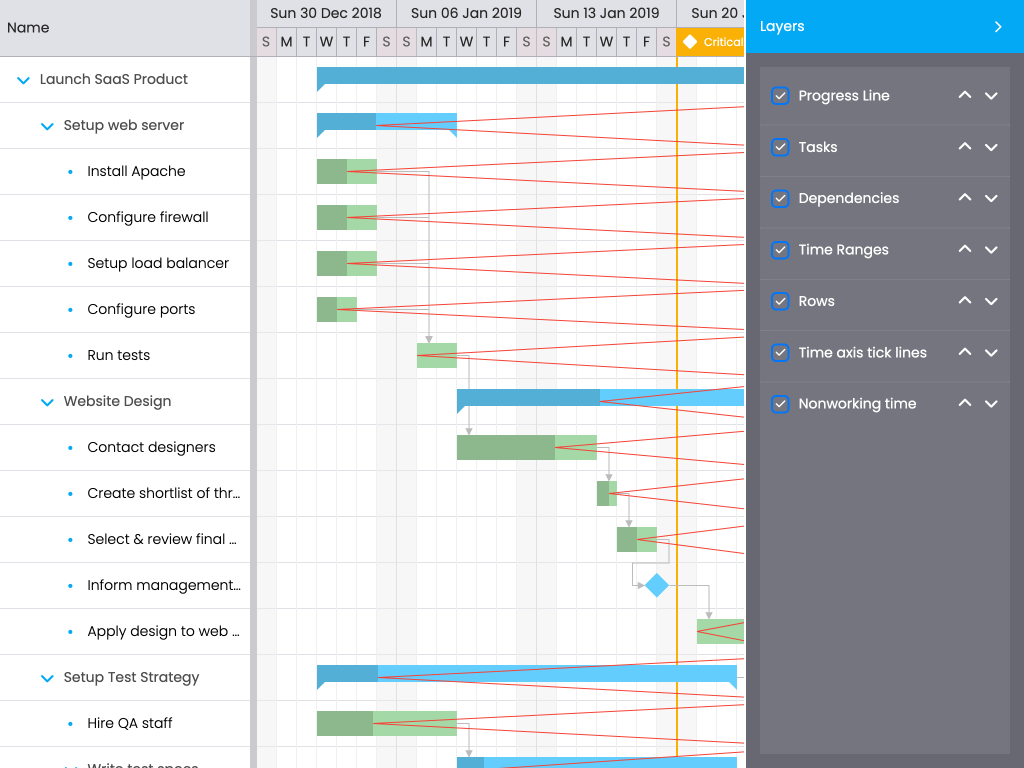 Name
Sun 30 Dec 2018
Sun 06 Jan 2019
Sun 13 Jan 2019
Sun 20
S M T W T F S S M T W T F S S M T W T F S
Critical
Launch SaaS Product
Setup web server
Install Apache
Configure firewall
Setup load balancer
Configure ports
Run tests
Website Design
Contact designers
Create shortlist of thr…
Select & review final …
Inform management…
Apply design to web …
Setup Test Strategy
Hire QA staff
Write test specs
Layers
Progress Line
Tasks
Dependencies
Time Ranges
Rows
Time axis tick lines
Nonworking time